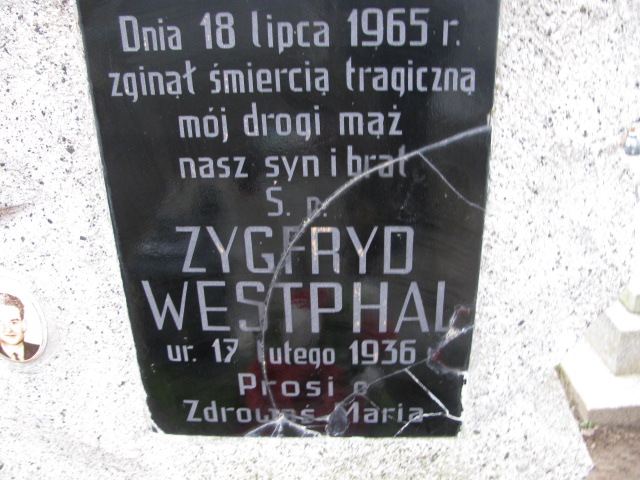 Dnia 18 lipca 1965 r.
zginął śmiercią tragiczną
mój drogi mąż
nasz syn i brat
Ś. p.
ZYGFRYD
WESTPHAL
ur. 17 lutego 1936 r.
Prosi o
Zdrowaś Maria